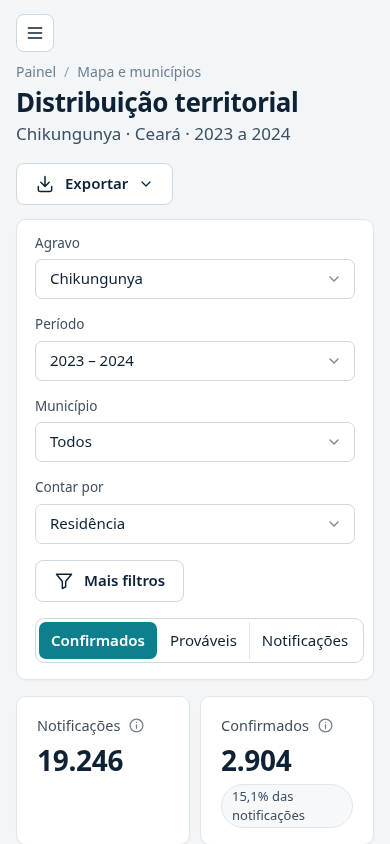 Painel / Mapa e municípios
Distribuição territorial
Chikungunya · Ceará · 2023 a 2024
Exportar
Agravo
Chikungunya
Período
2023 – 2024
Município
Todos
Contar por
Residência
Mais filtros
Confirmados Prováveis Notificações
Notificações
19.246
Confirmados
2.904
15,1% das
notificações